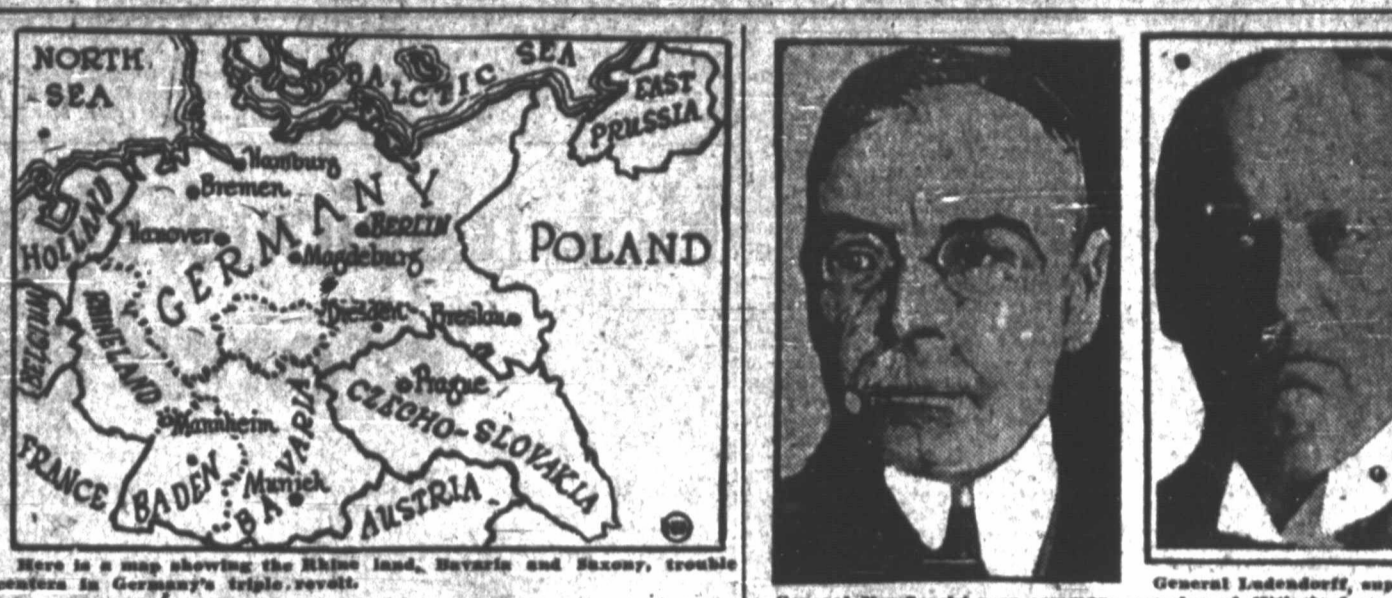 NORTH
SEA
BALCTIC SEA
EAST
PRUSSIA
Hamburg
Bremen
HOLLAND
GERMANY
BERLIN
Hanover
Magdeburg
POLAND
BELGIUM
RHINELAND
Dresden
Breslau
Prague
CZECHO-SLOVAKIA
Mannheim
FRANCE
BADEN
BAVARIA
Munich
AUSTRIA
Here is a map showing the Rhine land, Bavaria and Saxony, trouble
centers in Germany's triple revolt.
General Ludendorff, sup